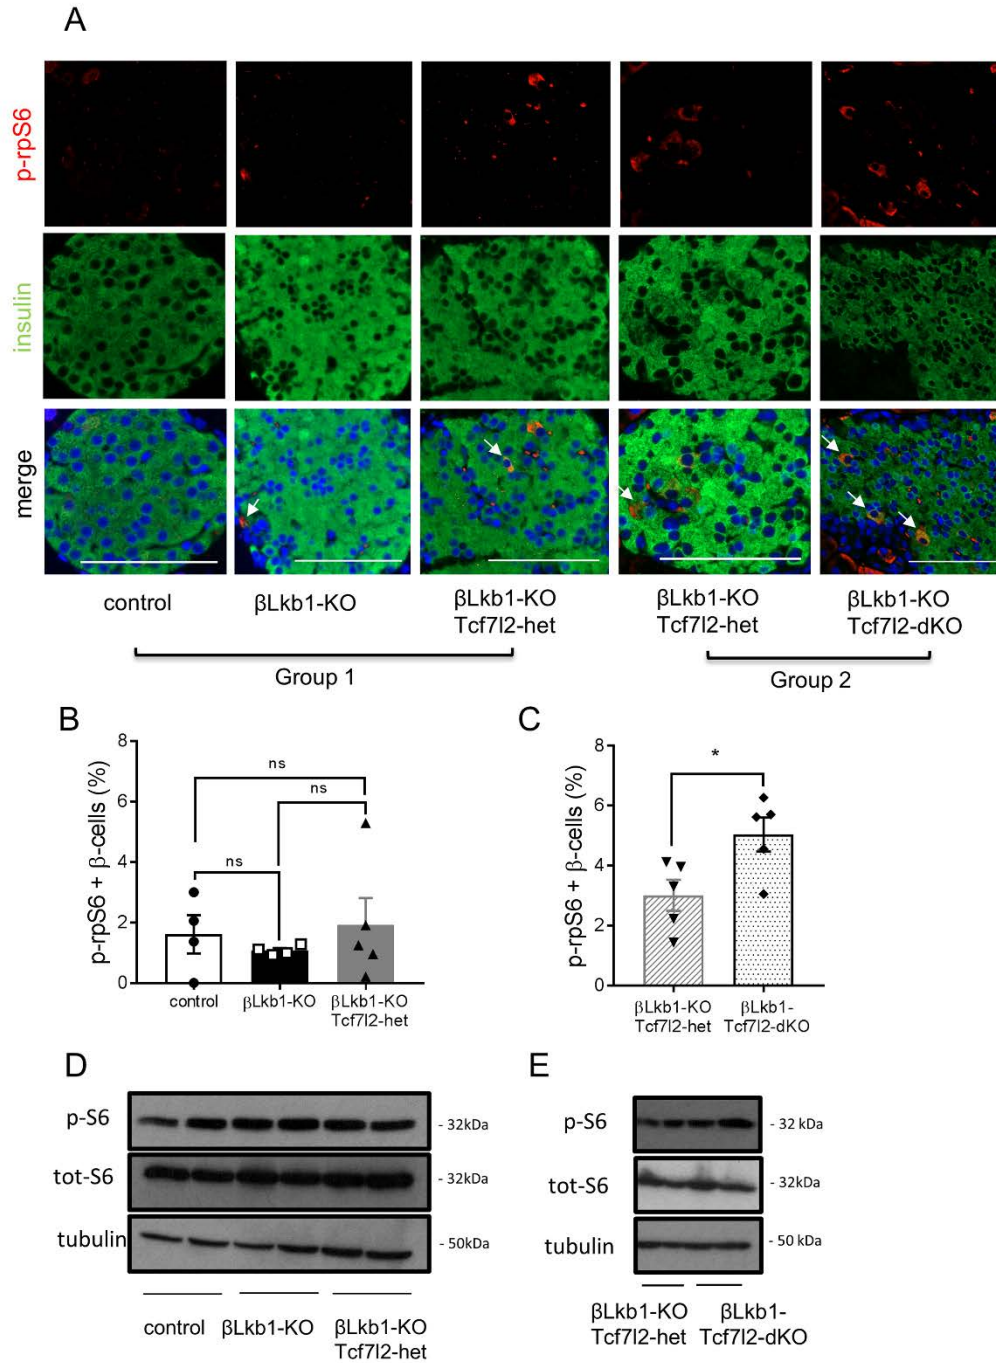 A
p-rpS6
insulin
merge
control
βLkb1-KO
βLkb1-KO
Tcf7l2-het
βLkb1-KO
Tcf7l2-het
βLkb1-KO
Tcf7l2-dKO
Group 1
Group 2
B
p-rpS6 + β-cells (%)
8
6
4
2
0
ns
ns
ns
control
βLkb1-KO
βLkb1-KO
Tcf7l2-het
C
p-rpS6 + β-cells (%)
8
6
4
2
0
*
βLkb1-KO
Tcf7l2-het
βLkb1-
Tcf7l2-dKO
D
p-S6
- 32kDa
tot-S6
- 32kDa
tubulin
- 50kDa
control
βLkb1-KO
βLkb1-KO
Tcf7l2-het
E
p-S6
- 32 kDa
tot-S6
- 32kDa
tubulin
- 50 kDa
βLkb1-KO
Tcf7l2-het
βLkb1-
Tcf7l2-dKO